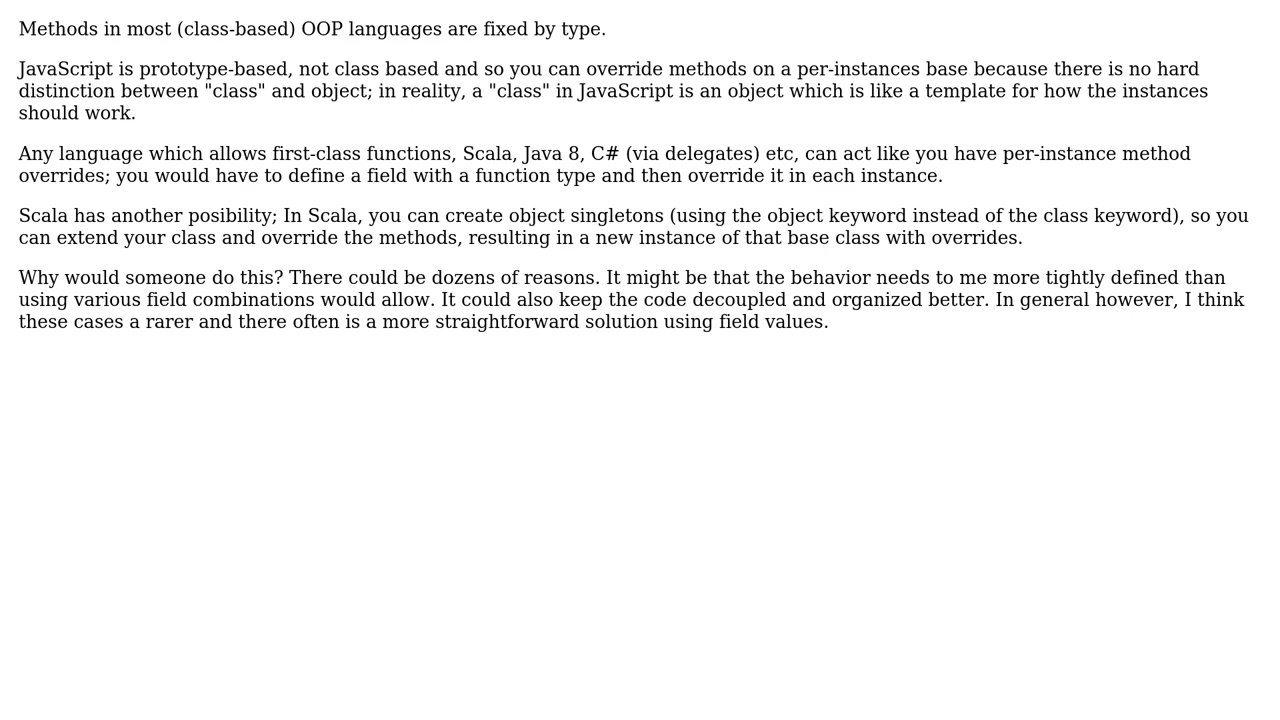 Methods in most (class-based) OOP languages are fixed by type.
JavaScript is prototype-based, not class based and so you can override methods on a per-instances base because there is no hard
distinction between "class" and object; in reality, a "class" in JavaScript is an object which is like a template for how the instances
should work.
Any language which allows first-class functions, Scala, Java 8, C# (via delegates) etc, can act like you have per-instance method
overrides; you would have to define a field with a function type and then override it in each instance.
Scala has another posibility; In Scala, you can create object singletons (using the object keyword instead of the class keyword), so you
can extend your class and override the methods, resulting in a new instance of that base class with overrides.
Why would someone do this? There could be dozens of reasons. It might be that the behavior needs to me more tightly defined than
using various field combinations would allow. It could also keep the code decoupled and organized better. In general however, I think
these cases a rarer and there often is a more straightforward solution using field values.